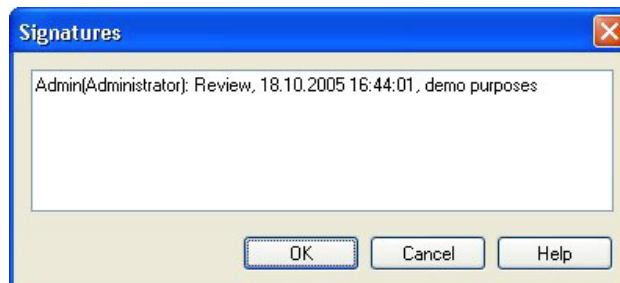 Signatures
Admin(Administrator): Review, 18.10.2005 16:44:01, demo purposes
OK Cancel Help